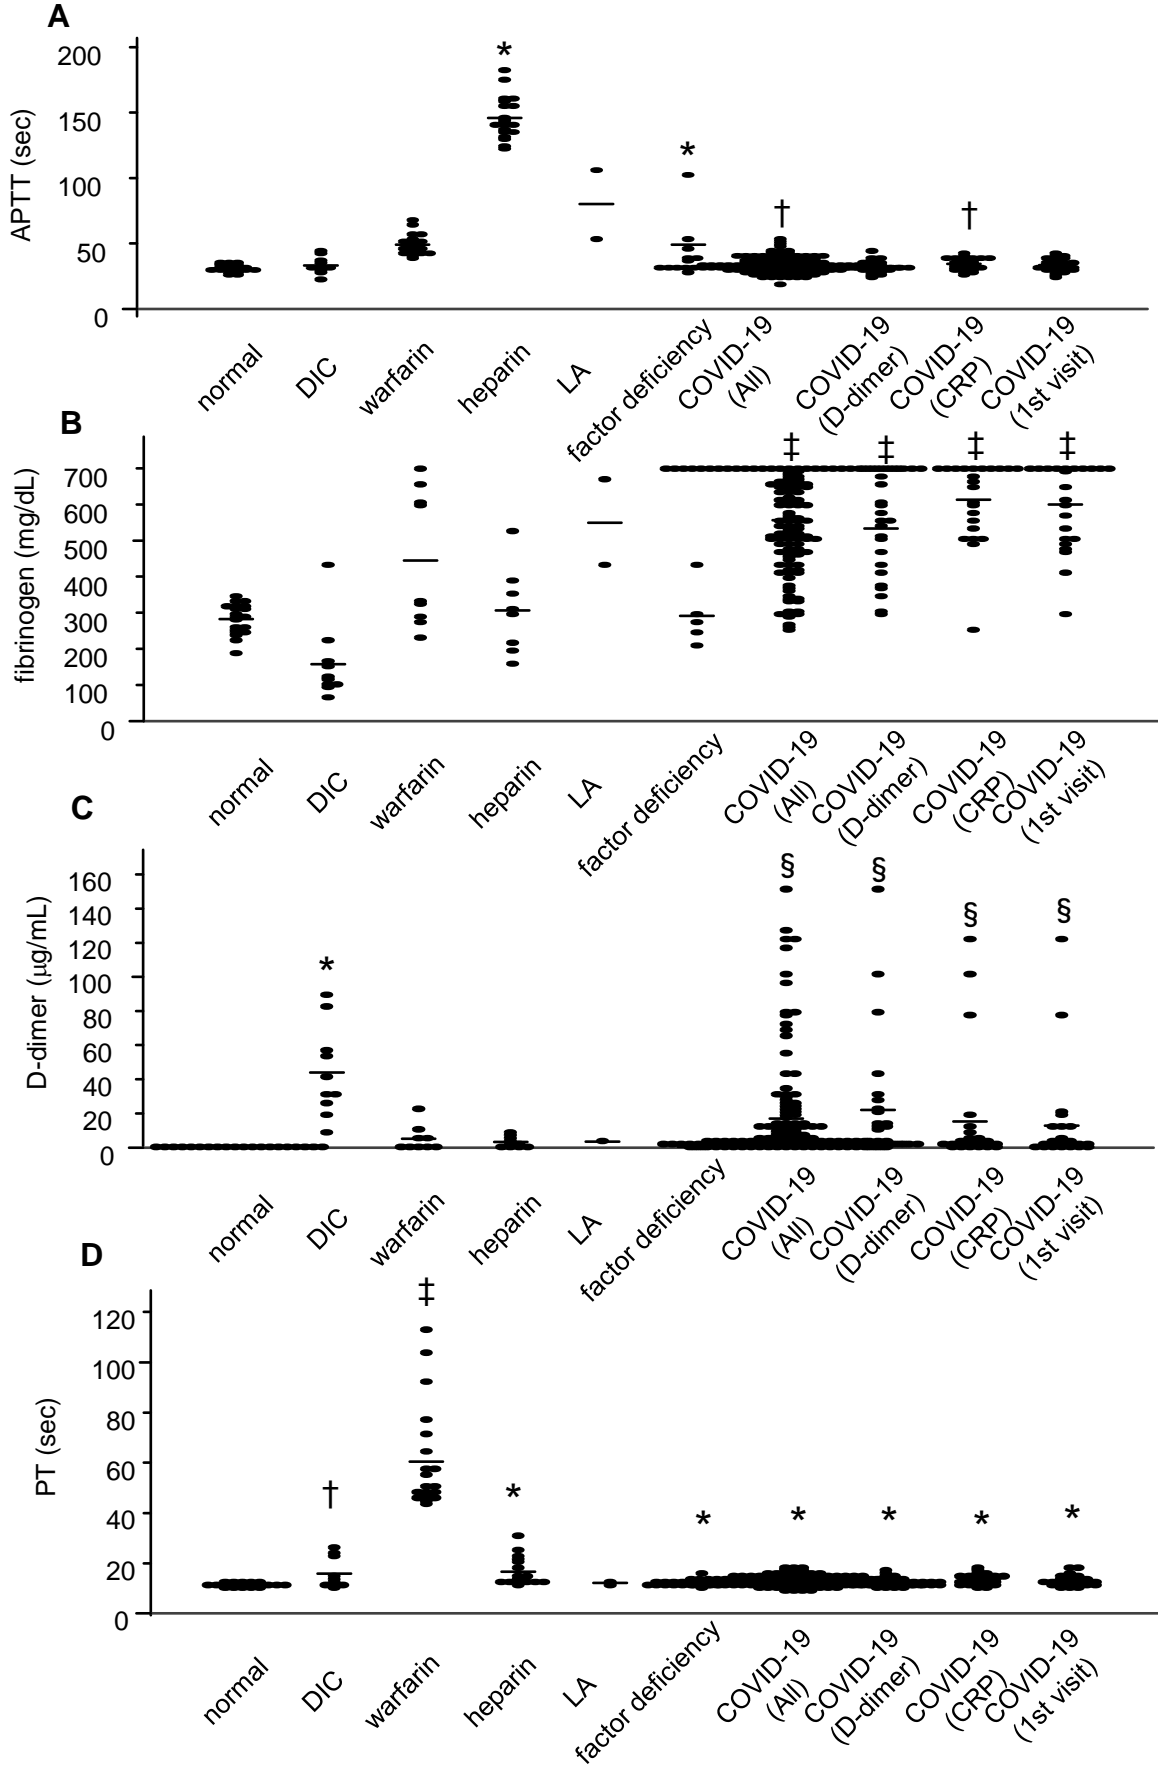 A
APTT (sec)
200
150
100
50
0
*
*
†
†
normal
DIC
warfarin
heparin
LA
factor deficiency
COVID-19
(All)
COVID-19
(D-dimer)
COVID-19
(CRP)
COVID-19
(1st visit)
B
fibrinogen (mg/dL)
700
600
500
400
300
200
100
0
‡
‡
‡
‡
normal
DIC
warfarin
heparin
LA
factor deficiency
COVID-19
(All)
COVID-19
(D-dimer)
COVID-19
(CRP)
COVID-19
(1st visit)
C
D-dimer (μg/mL)
160
140
120
100
80
60
40
20
0
*
§
§
§
§
normal
DIC
warfarin
heparin
LA
factor deficiency
COVID-19
(All)
COVID-19
(D-dimer)
COVID-19
(CRP)
COVID-19
(1st visit)
D
PT (sec)
120
100
80
60
40
20
0
†
‡
*
*
*
*
*
*
normal
DIC
warfarin
heparin
LA
factor deficiency
COVID-19
(All)
COVID-19
(D-dimer)
COVID-19
(CRP)
COVID-19
(1st visit)